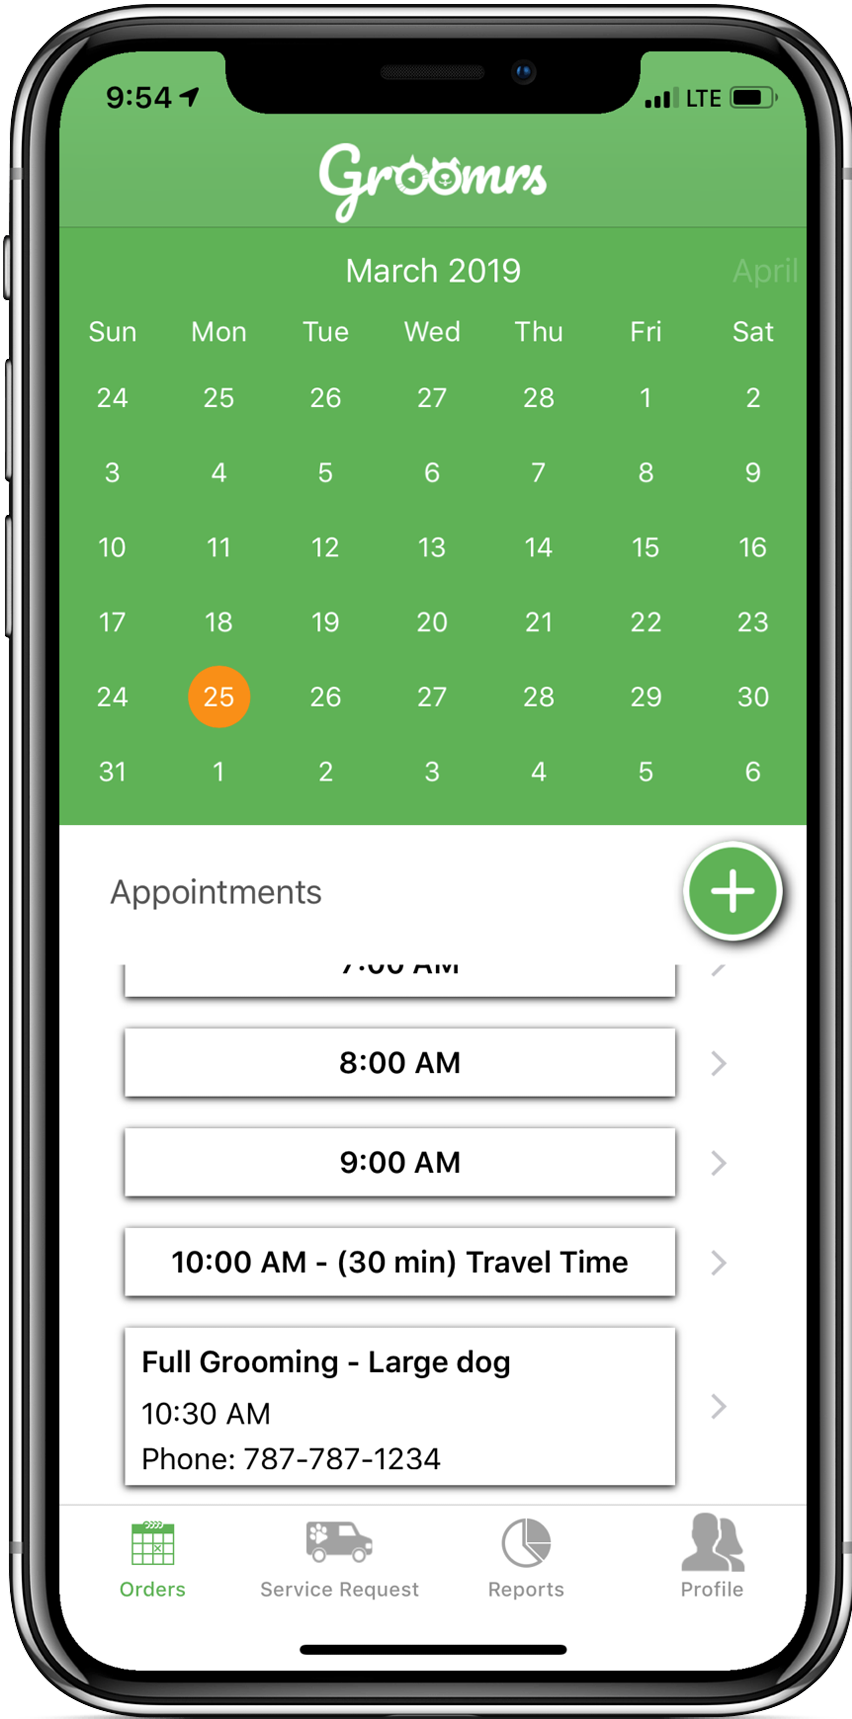 9:54 LTE
Groomrs
March 2019 April
Sun Mon Tue Wed Thu Fri Sat
24 25 26 27 28 1 2
3 4 5 6 7 8 9
10 11 12 13 14 15 16
17 18 19 20 21 22 23
24 25 26 27 28 29 30
31 1 2 3 4 5 6
Appointments
7:00 AM
8:00 AM
9:00 AM
10:00 AM - (30 min) Travel Time
Full Grooming - Large dog
10:30 AM
Phone: 787-787-1234
Orders Service Request Reports Profile